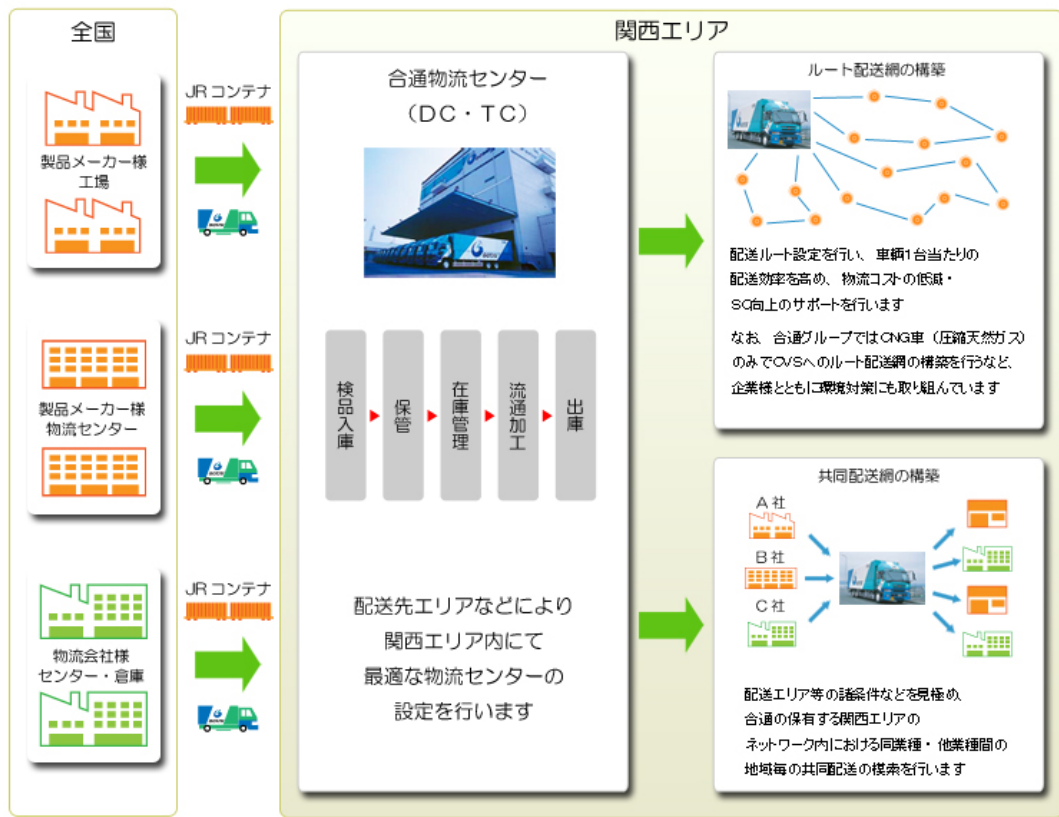 全国
製品メーカー様
工場
製品メーカー様
物流センター
物流会社様
センター・倉庫
JRコンテナ
JRコンテナ
JRコンテナ
関西エリア
合通物流センター
（DC・TC）
検品入庫
保管
在庫管理
流通加工
出庫
配送先エリアなどにより
関西エリア内にて
最適な物流センターの
設定を行います
ルート配送網の構築
配送ルート設定を行い、車輌1台当たりの
配送効率を高め、物流コストの低減・
SC向上のサポートを行います
なお、合通グループではCNG車（圧縮天然ガス）
のみでCVSへのルート配送網の構築を行うなど、
企業様とともに環境対策にも取り組んでいます
共同配送網の構築
A社
B社
C社
配送エリア等の諸条件などを見極め、
合通の保有する関西エリアの
ネットワーク内における同業種・他業種間の
地域毎の共同配送の模索を行います